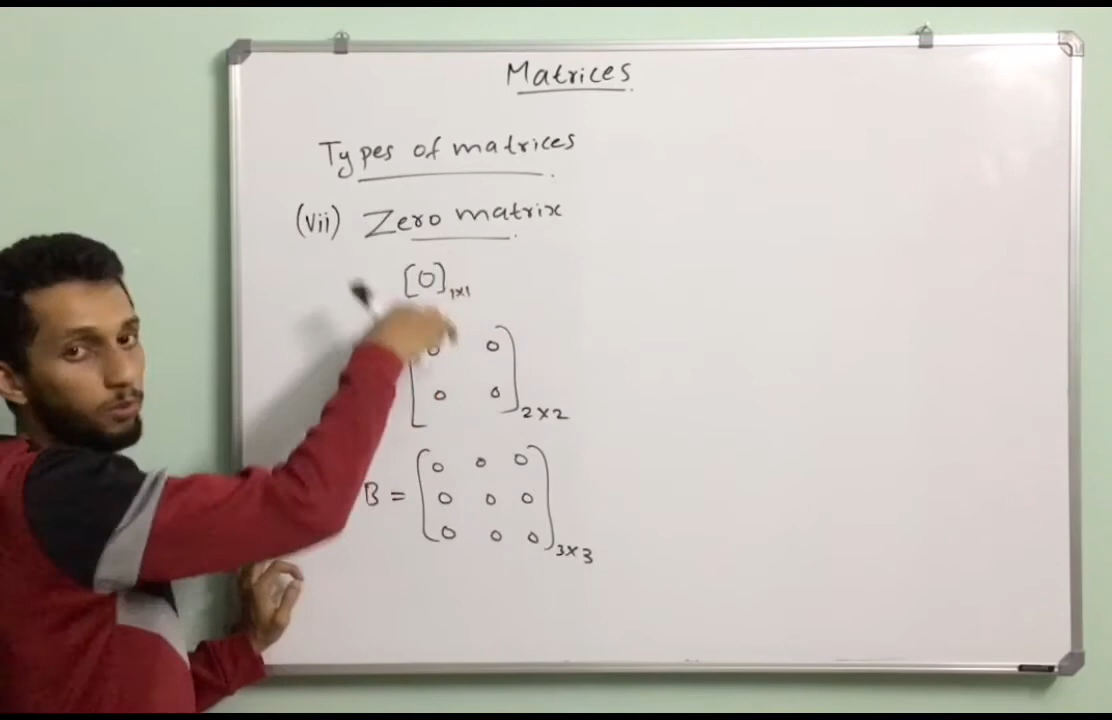 Matrices
Types of matrices
(vii) Zero matrix
[0]1x1
0 0
0 0
2x2
B = [0 0 0
0 0 0
0 0 0]3x3